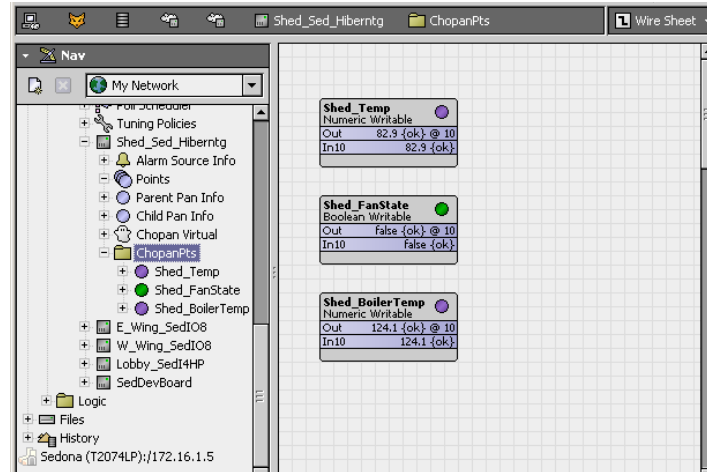 Shed_Sed_Hiberntg
ChopanPts
Wire Sheet
Nav
My Network
Poll Scheduler
Tuning Policies
Shed_Sed_Hiberntg
Alarm Source Info
Points
Parent Pan Info
Child Pan Info
Chopan Virtual
ChopanPts
Shed_Temp
Shed_FanState
Shed_BoilerTemp
E_Wing_SedIO8
W_Wing_SedIO8
Lobby_SedI4HP
SedDevBoard
Logic
Files
History
Sedona (T2074LP):/172.16.1.5
Shed_Temp
Numeric Writable
Out 82.9 {ok} @ 10
In10 82.9 {ok}
Shed_FanState
Boolean Writable
Out false {ok} @ 10
In10 false {ok}
Shed_BoilerTemp
Numeric Writable
Out 124.1 {ok} @ 10
In10 124.1 {ok}